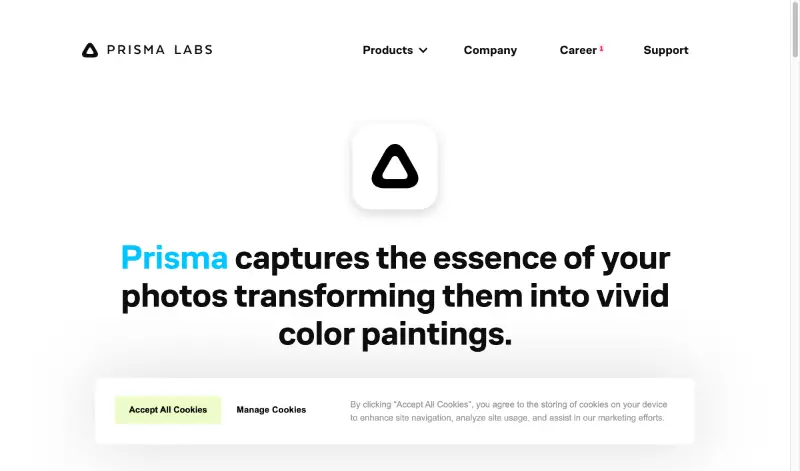 PRISMA LABS
Products
Company
Career 1
Support
Prisma captures the essence of your
photos transforming them into vivid
color paintings.
Accept All Cookies
Manage Cookies
By clicking “Accept All Cookies”, you agree to the storing of cookies on your device
to enhance site navigation, analyze site usage, and assist in our marketing efforts.